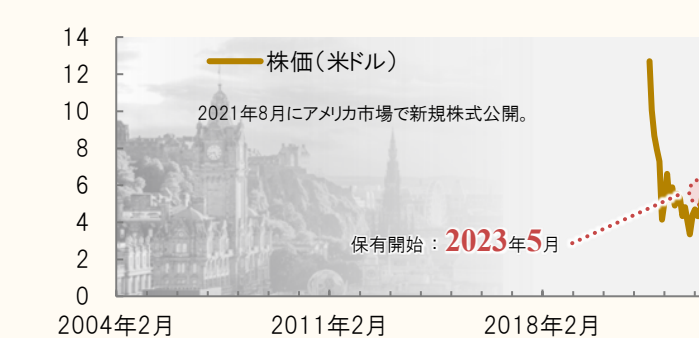 14
株価（米ドル）
12
2021年8月にアメリカ市場で新規株式公開。
10
8
6
4
保有開始：2023年5月
2
0
2004年2月
2011年2月
2018年2月